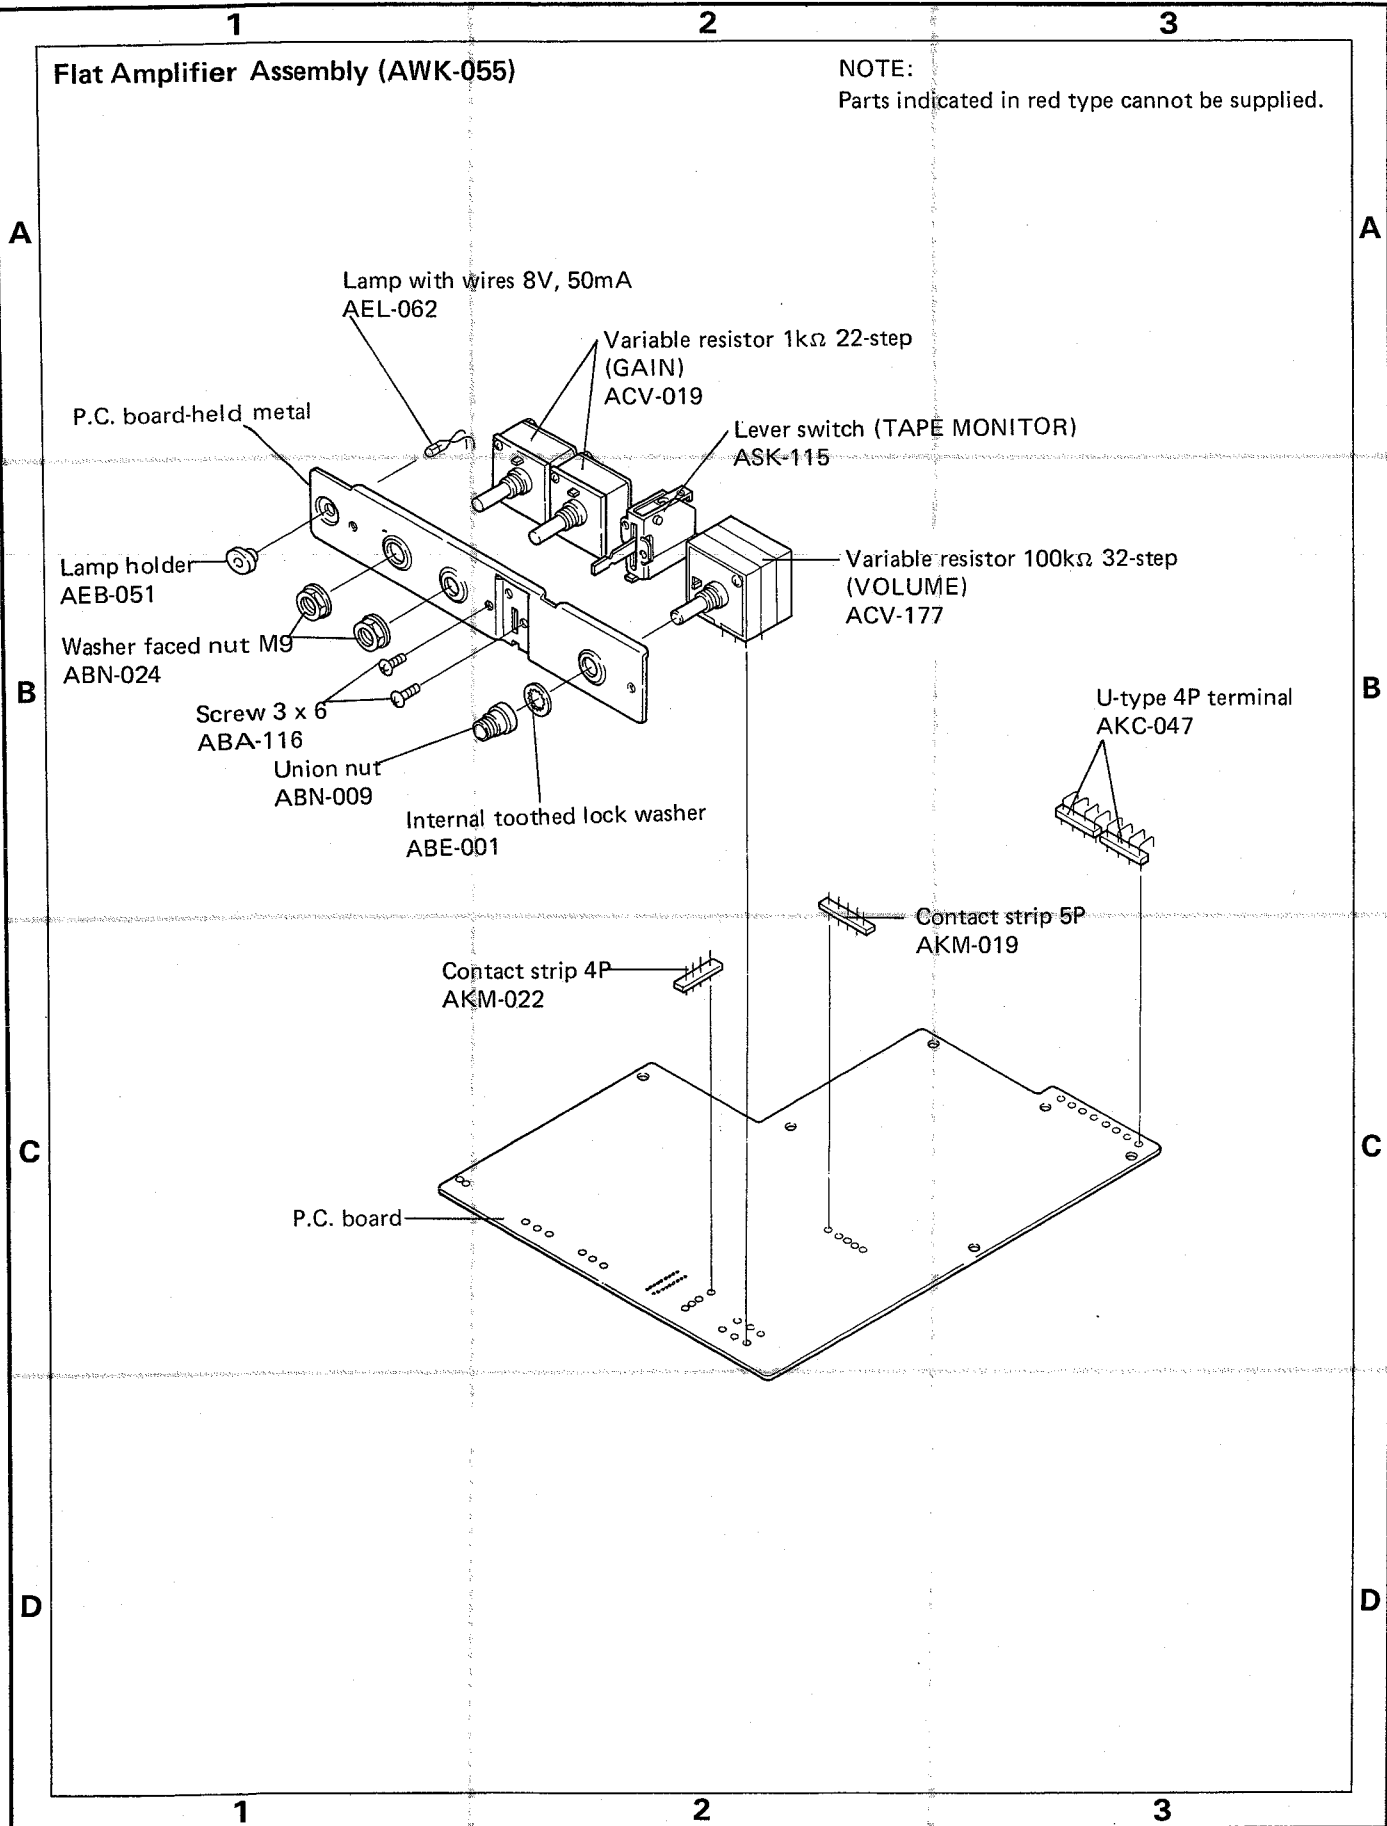 1 2 3
Flat Amplifier Assembly (AWK-055)
NOTE:
Parts indicated in red type cannot be supplied.
A A
Lamp with wires 8V, 50mA
AEL-062
Variable resistor 1kΩ 22-step
(GAIN)
ACV-019
P.C. board-held metal
Lever switch (TAPE MONITOR)
ASK-115
Lamp holder
AEB-051
Variable resistor 100kΩ 32-step
(VOLUME)
ACV-177
Washer faced nut M9
ABN-024
B B
Screw 3 x 6
ABA-116
U-type 4P terminal
AKC-047
Union nut
ABN-009
Internal toothed lock washer
ABE-001
Contact strip 5P
AKM-019
Contact strip 4P
AKM-022
C C
P.C. board
D D
1 2 3